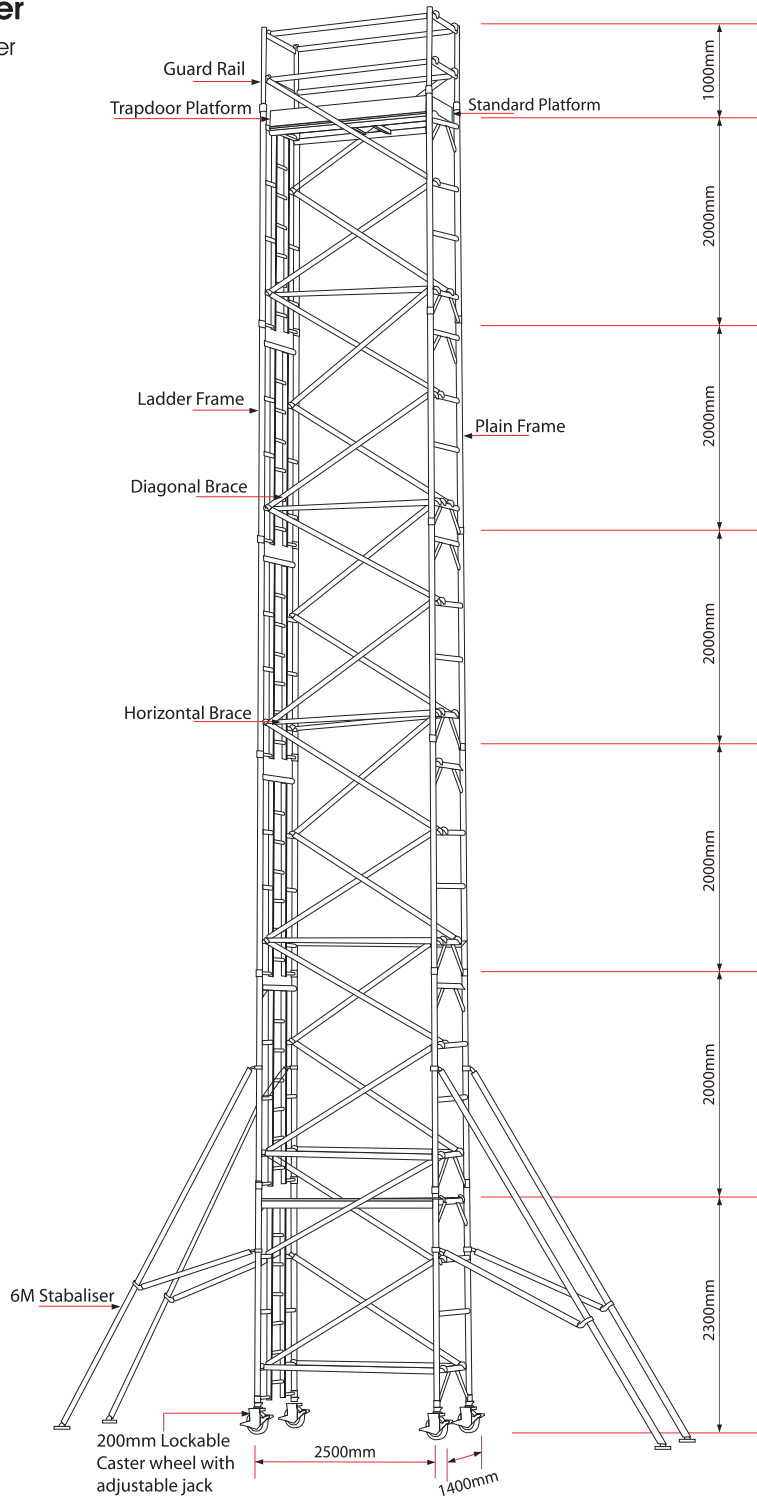 er
er
Guard Rail
Trapdoor Platform
Standard Platform
1000mm
2000mm
Ladder Frame
2000mm
Plain Frame
Diagonal Brace
2000mm
Horizontal Brace
2000mm
2000mm
6M Stabaliser
2300mm
200mm Lockable
Caster wheel with
adjustable jack
2500mm
1400mm